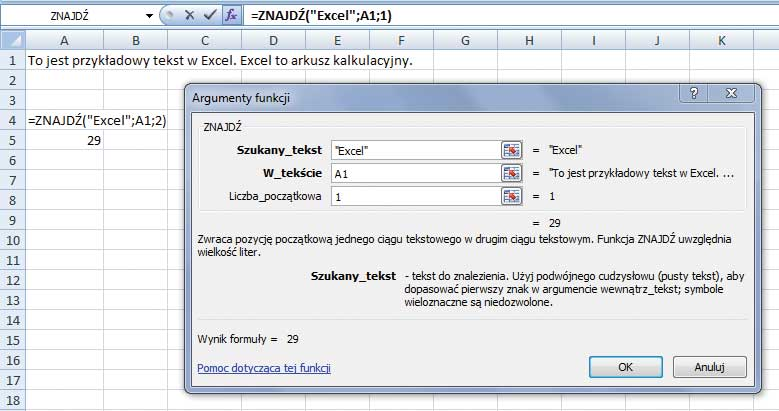 ZNAJDŹ
=ZNAJDŹ("Excel";A1;1)
A B C D E F G H I J K
1 To jest przykładowy tekst w Excel. Excel to arkusz kalkulacyjny.
2
3
4 =ZNAJDŹ("Excel";A1;2)
5 29
6
7
8
9
10
11
12
13
14
15
16
17
18
Argumenty funkcji
ZNAJDŹ
Szukany_tekst "Excel" = "Excel"
W_tekście A1 = "To jest przykładowy tekst w Excel. ...
Liczba_początkowa 1 = 1
= 29
Zwraca pozycję początkową jednego ciągu tekstowego w drugim ciągu tekstowym. Funkcja ZNAJDŹ uwzględnia
wielkość liter.
Szukany_tekst - tekst do znalezienia. Użyj podwójnego cudzysłowu (pusty tekst), aby
dopasować pierwszy znak w argumencie wewnątrz_tekst; symbole
wieloznaczne są niedozwolone.
Wynik formuły = 29
Pomoc dotycząca tej funkcji
OK
Anuluj